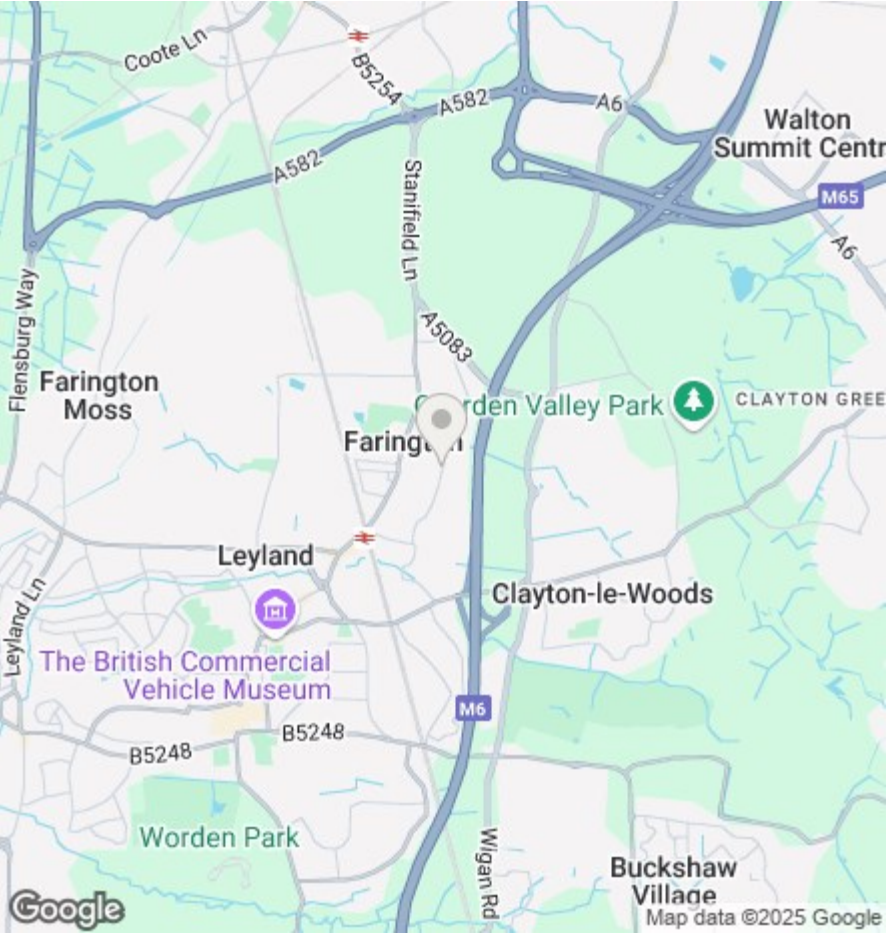 Coote Ln
B5254
A582
A6
Walton
Summit Centr
A582
Stanifield Ln
M65
A6
Flensburg Way
A5083
Farington
Moss
Valley Park
CLAYTON GREE
Leyland
Clayton-le-Woods
Leyland Ln
The British Commercial
Vehicle Museum
M6
B5248
B5248
Worden Park
Wigan Rd
Buckshaw
Village
Google
Map data ©2025 Google